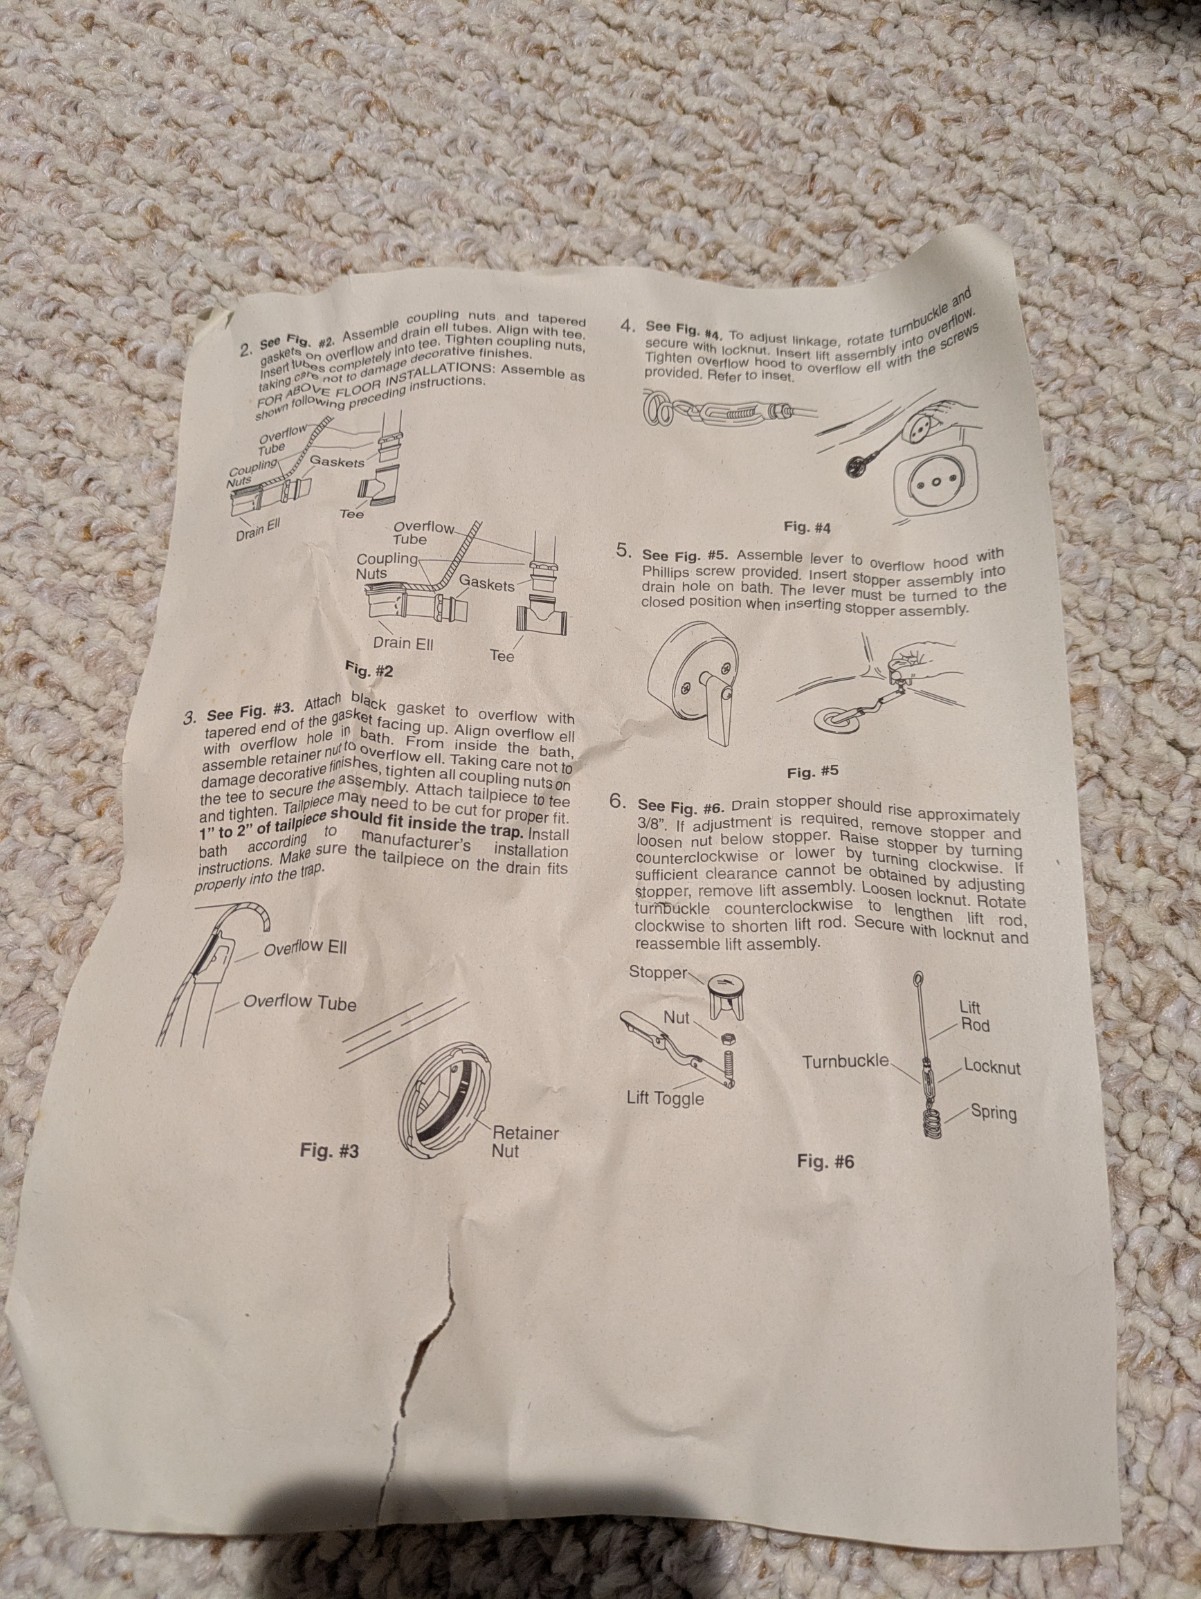 2. See Fig. #2. Assemble coupling nuts and tapered
gaskets on overflow and drain ell tubes. Align with tee.
Insert tubes completely into tee. Tighten coupling nuts,
taking care not to damage decorative finishes.
FOR ABOVE FLOOR INSTALLATIONS: Assemble as
shown following preceding instructions.
Overflow
Tube
Coupling
Nuts
Gaskets
Tee
Drain Ell
Overflow
Tube
Coupling
Nuts
Gaskets
Drain Ell
Tee
Fig. #2
3. See Fig. #3. Attach black gasket to overflow with
tapered end of the gasket facing up. Align overflow ell
with overflow hole in bath. From inside the bath,
assemble retainer nut to overflow ell. Taking care not to
damage decorative finishes, tighten all coupling nuts on
the tee to secure the assembly. Attach tailpiece to tee
and tighten. Tailpiece may need to be cut for proper fit.
1" to 2" of tailpiece should fit inside the trap. Install
bath according to manufacturer's installation
instructions. Make sure the tailpiece on the drain fits
properly into the trap.
Overflow Ell
Overflow Tube
Retainer
Nut
Fig. #3
4. See Fig. #4. To adjust linkage, rotate turnbuckle and
secure with locknut. Insert lift assembly into overflow.
Tighten overflow hood to overflow ell with the screws
provided. Refer to inset.
Fig. #4
5. See Fig. #5. Assemble lever to overflow hood with
Phillips screw provided. Insert stopper assembly into
drain hole on bath. The lever must be turned to the
closed position when inserting stopper assembly.
Fig. #5
6. See Fig. #6. Drain stopper should rise approximately
3/8". If adjustment is required, remove stopper and
loosen nut below stopper. Raise stopper by turning
counterclockwise or lower by turning clockwise. If
sufficient clearance cannot be obtained by adjusting
stopper, remove lift assembly. Loosen locknut. Rotate
turnbuckle counterclockwise to lengthen lift rod,
clockwise to shorten lift rod. Secure with locknut and
reassemble lift assembly.
Stopper
Nut
Lift Toggle
Lift
Rod
Turnbuckle
Locknut
Spring
Fig. #6